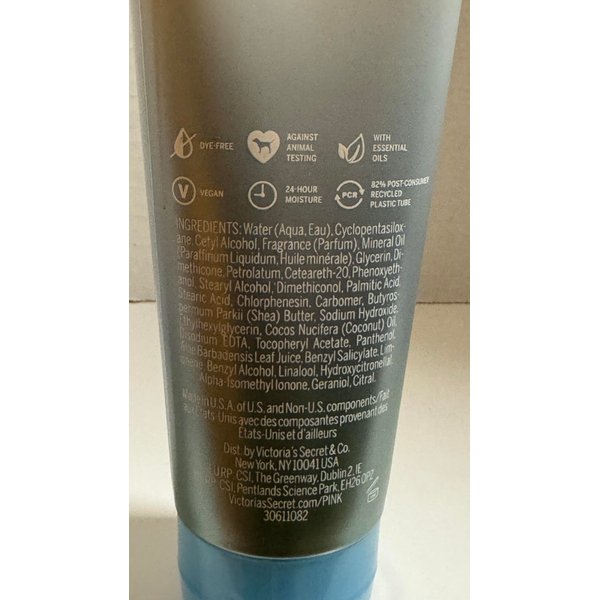 DYE-FREE
AGAINST
ANIMAL
TESTING
WITH
ESSENTIAL
OILS
V
VEGAN
24-HOUR
MOISTURE
PCR
82% POST-CONSUMER
RECYCLED
PLASTIC TUBE
INGREDIENTS: Water (Aqua, Eau), Cyclopentasilox-
ane, Cetyl Alcohol, Fragrance (Parfum), Mineral Oil
(Paraffinum Liquidum, Huile minérale), Glycerin, Di-
methicone, Petrolatum, Ceteareth-20, Phenoxyeth-
anol, Stearyl Alcohol, Dimethiconol, Palmitic Acid,
Stearic Acid, Chlorphenesin, Carbomer, Butyros-
permum Parkii (Shea) Butter, Sodium Hydroxide,
Ethylhexylglycerin, Cocos Nucifera (Coconut) Oil,
Disodium EDTA, Tocopheryl Acetate, Panthenol,
Aloe Barbadensis Leaf Juice, Benzyl Salicylate, Lim-
onene, Benzyl Alcohol, Linalool, Hydroxycitronellal,
Alpha-Isomethyl Ionone, Geraniol, Citral.
Made in U.S.A. of U.S. and Non-U.S. components/Fait
aux États-Unis avec des composantes provenant des
États-Unis et d'ailleurs
Dist. by Victoria's Secret & Co.
New York, NY 10041 USA
EU RP: CSI, The Greenway, Dublin 2, IE
RP: CSI, Pentlands Science Park, EH26 0PZ
VictoriasSecret.com/PINK
30611082